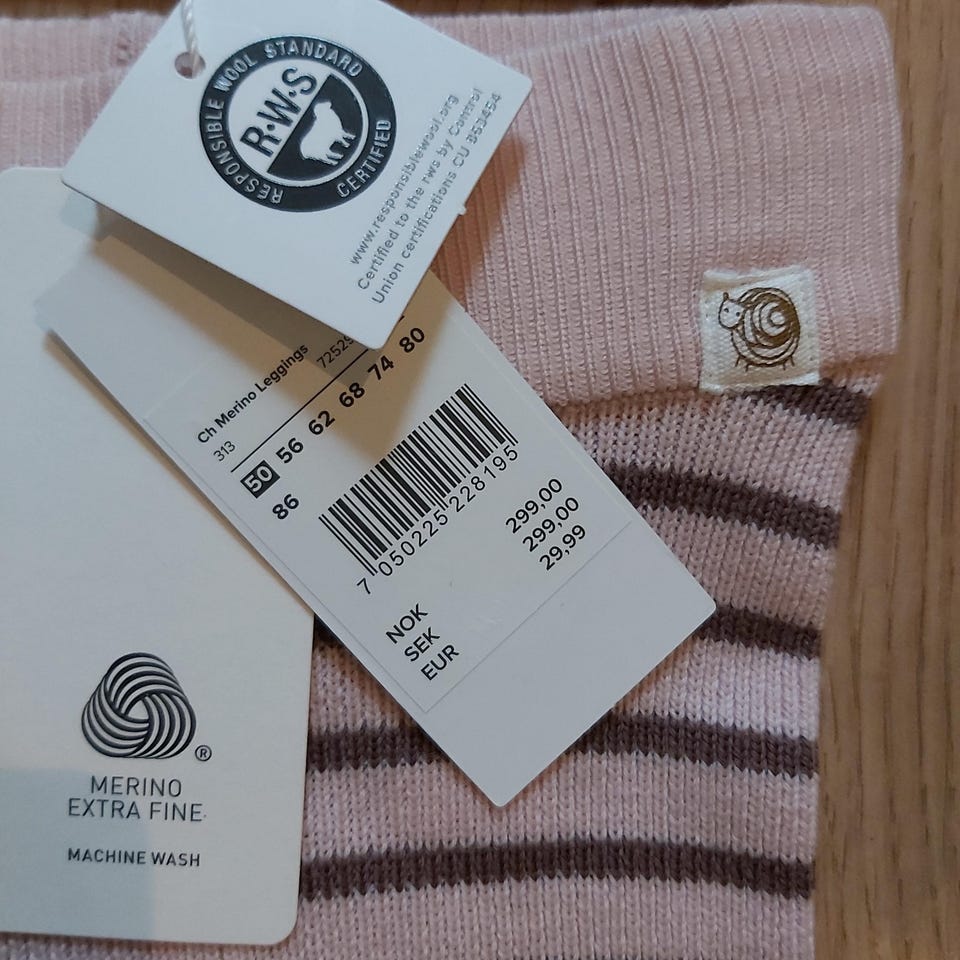 RESPONSIBLE WOOL STANDARD
R·W·S
CERTIFIED
www.responsiblewool.org
Certified to the rws by Control
Union certifications CU 853454
Ch Merino Leggings
313
50 56 62 68 74 80
86
7 050225 228195
NOK 299,00
SEK 299,00
EUR 29,99
®
MERINO
EXTRA FINE
MACHINE WASH